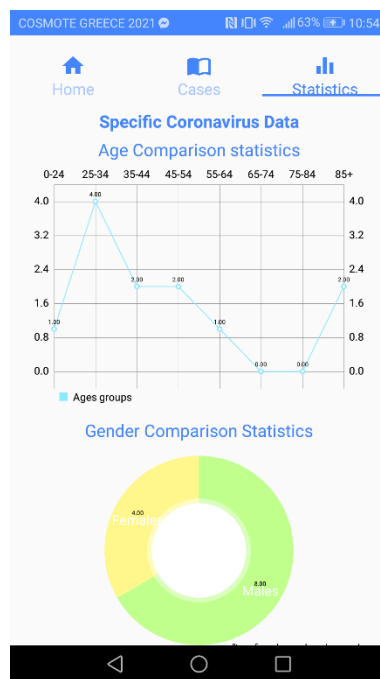 COSMOTE GREECE 2021 63% 10:54
Home Cases Statistics
Specific Coronavirus Data
Age Comparison statistics
0-24 25-34 35-44 45-54 55-64 65-74 75-84 85+
4.00
4.0 4.0
3.2 3.2
2.4 2.4
2.00 2.00 2.00
1.6 1.6
1.00 1.00
0.8 0.8
0.00 0.00
0.0 0.0
Ages groups
Gender Comparison Statistics
4.00
Females
8.00
Males